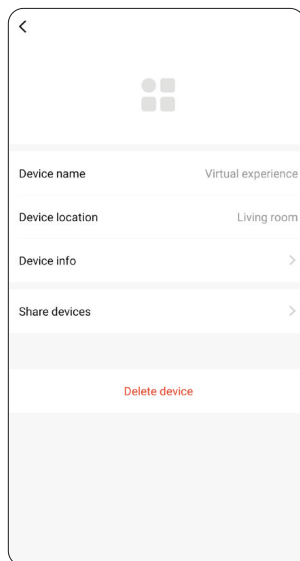 Device name Virtual experience
Device location Living room
Device info
Share devices
Delete device